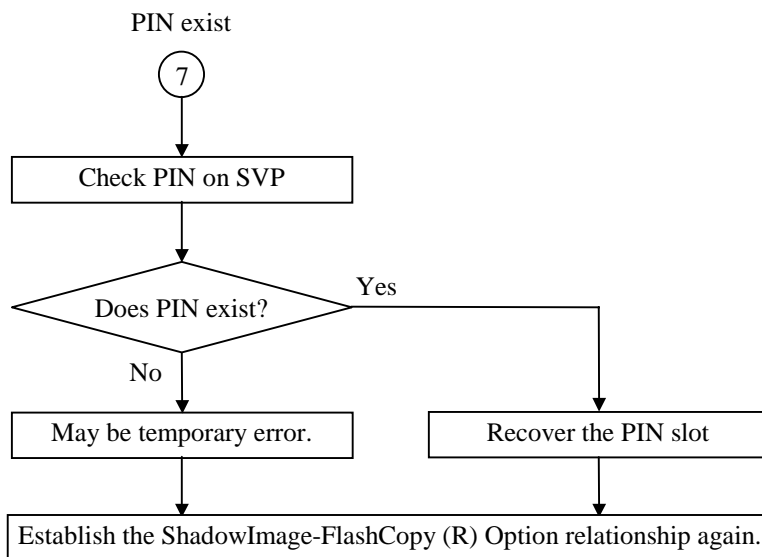 PIN exist
7
Check PIN on SVP
Does PIN exist?
Yes
No
May be temporary error.
Recover the PIN slot
Establish the ShadowImage-FlashCopy (R) Option relationship again.